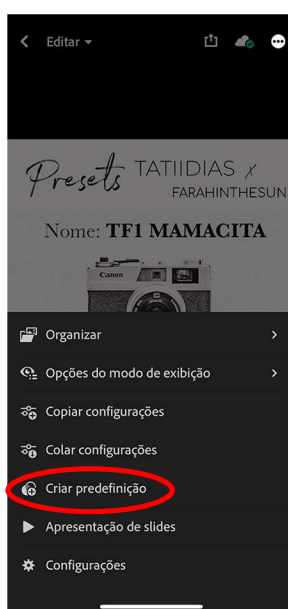 Editar
Presets TATIIDIAS x
FARAHINTHESUN
Nome: TF1 MAMACITA
Canon
Organizar
Opções do modo de exibição
Copiar configurações
Colar configurações
Criar predefinição
Apresentação de slides
Configurações